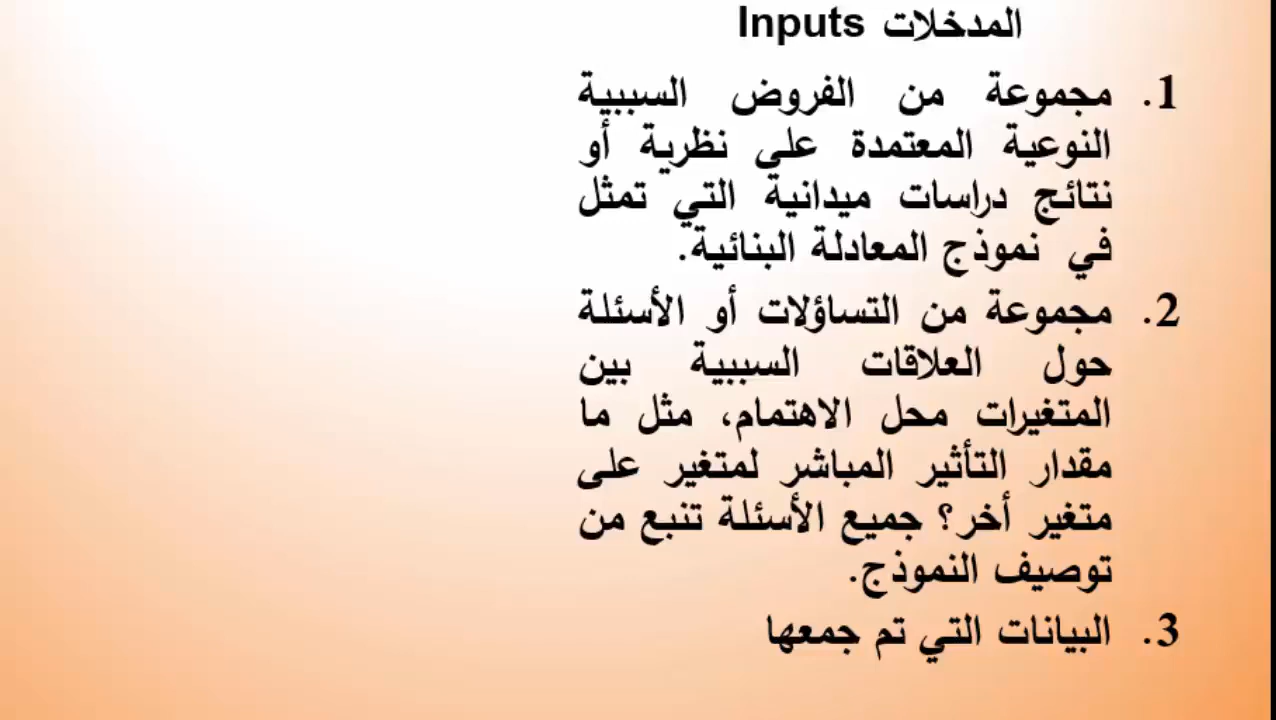 المدخلات Inputs
1. مجموعة من الفروض السببية
النوعية المعتمدة على نظرية أو
نتائج دراسات ميدانية التي تمثل
في نموذج المعادلة البنائية.
2. مجموعة من التساؤلات أو الأسئلة
حول العلاقات السببية بين
المتغيرات محل الاهتمام، مثل ما
مقدار التأثير المباشر لمتغير على
متغير أخر؟ جميع الأسئلة تنبع من
توصيف النموذج.
3. البيانات التي تم جمعها